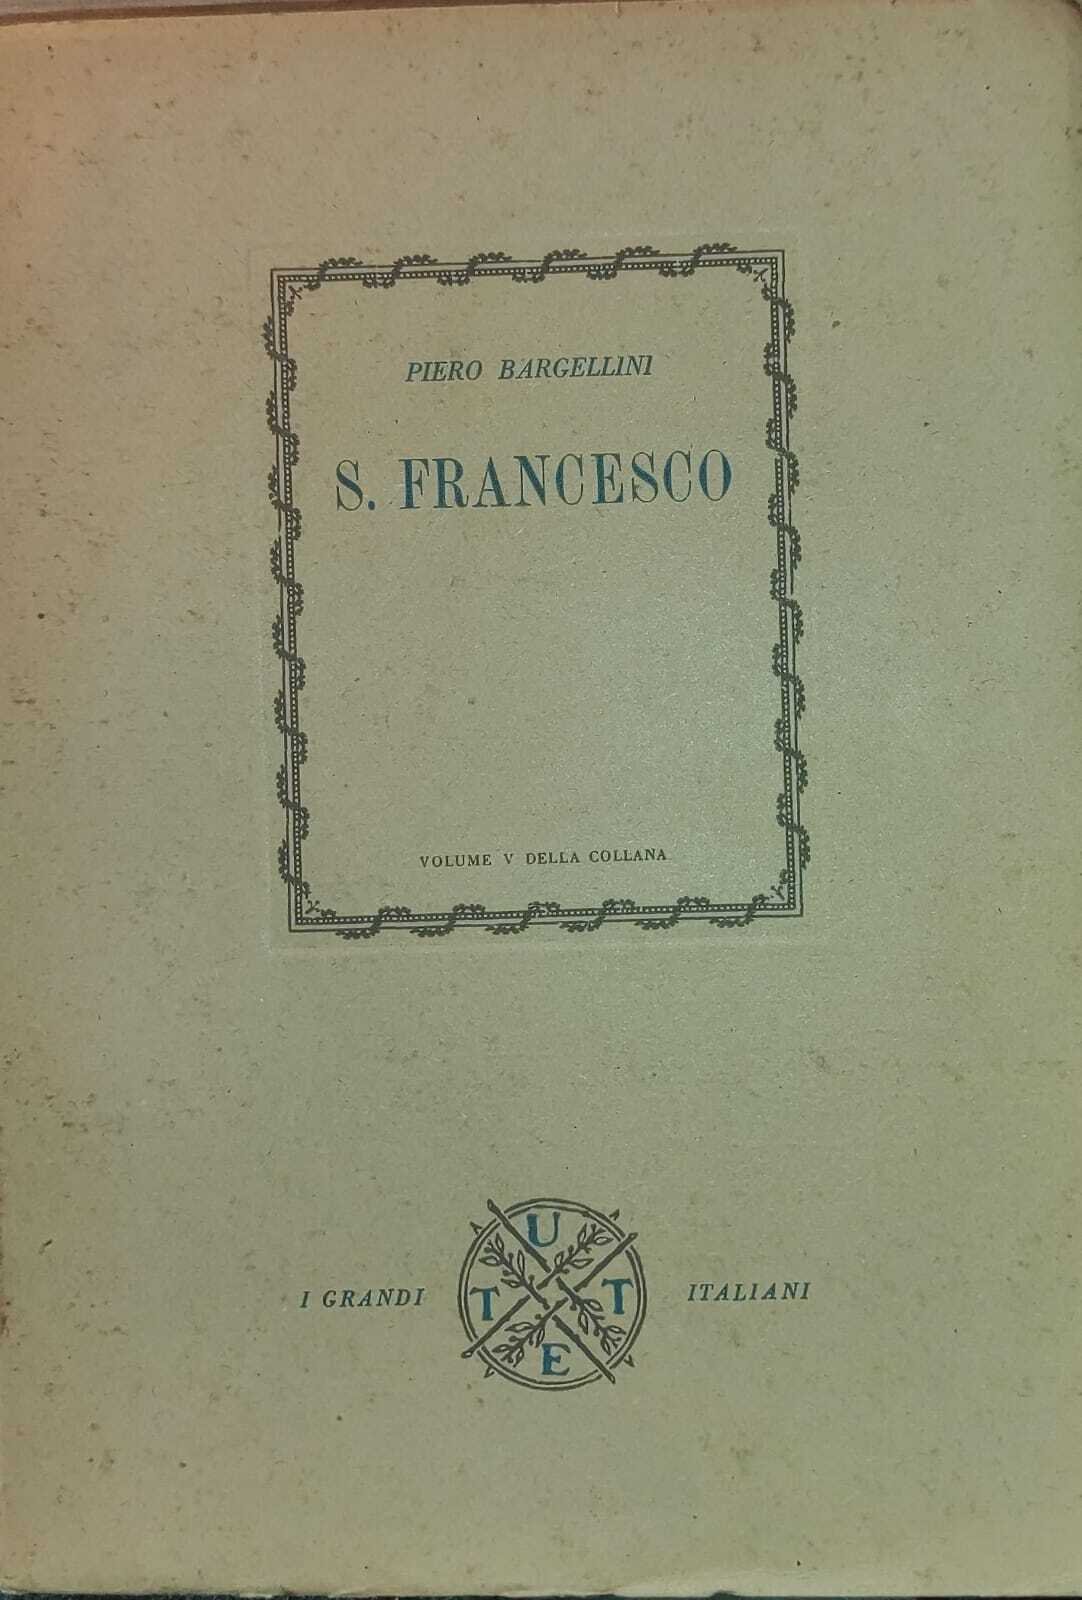 PIERO BARGELLINI
S. FRANCESCO
VOLUME V DELLA COLLANA
I GRANDI
U
T T
E
ITALIANI